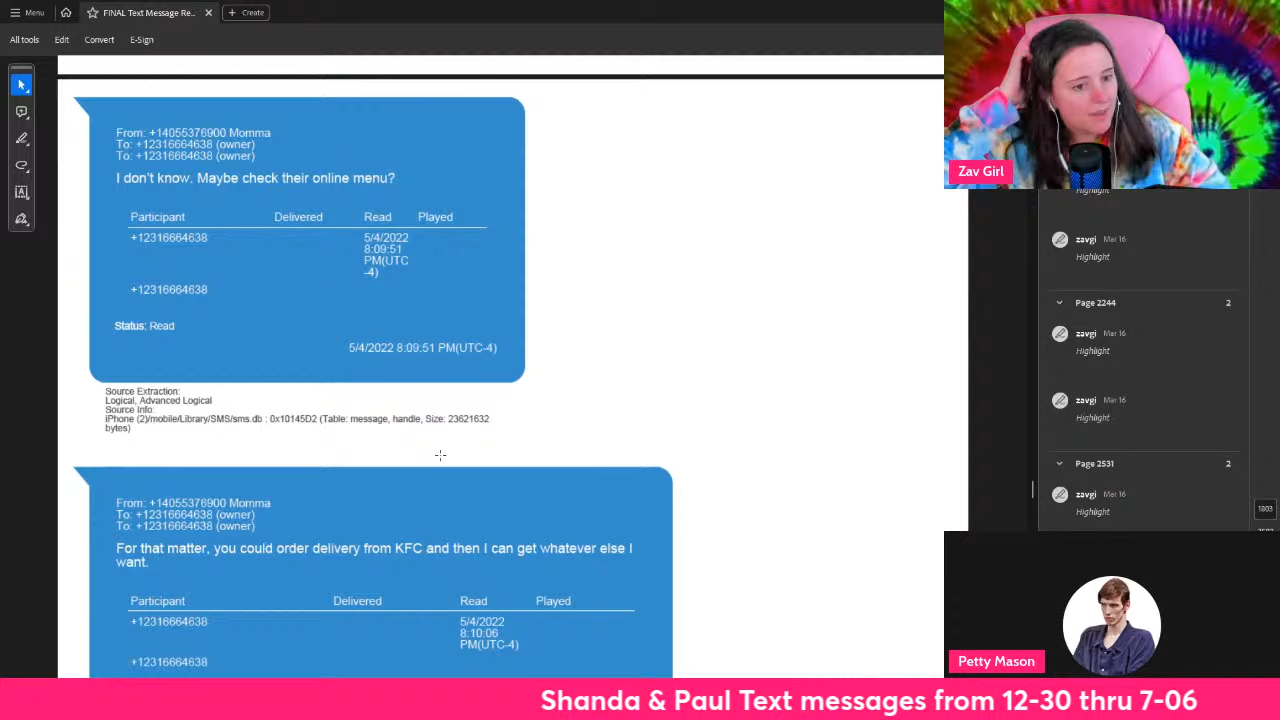 Menu
FINAL Text Message Re...
Create
All tools
Edit
Convert
E-Sign
From: +14055376900 Momma
To: +12316664638 (owner)
To: +12316664638 (owner)
I don't know. Maybe check their online menu?
Participant Delivered Read Played
+12316664638 5/4/2022
8:09:51
PM(UTC
-4)
+12316664638
Status: Read
5/4/2022 8:09:51 PM(UTC-4)
Source Extraction:
Logical, Advanced Logical
Source Info:
iPhone (2)/mobile/Library/SMS/sms.db : 0x10145D2 (Table: message, handle, Size: 23621632
bytes)
From: +14055376900 Momma
To: +12316664638 (owner)
To: +12316664638 (owner)
For that matter, you could order delivery from KFC and then I can get whatever else I
want.
Participant Delivered Read Played
+12316664638 5/4/2022
8:10:06
PM(UTC-4)
+12316664638
Zav Girl
Highlight
zavgi Mar 16
Highlight
Page 2244 2
zavgi Mar 16
Highlight
zavgi Mar 16
Highlight
Page 2531 2
zavgi Mar 16
Highlight
1803
Petty Mason
Shanda & Paul Text messages from 12-30 thru 7-06